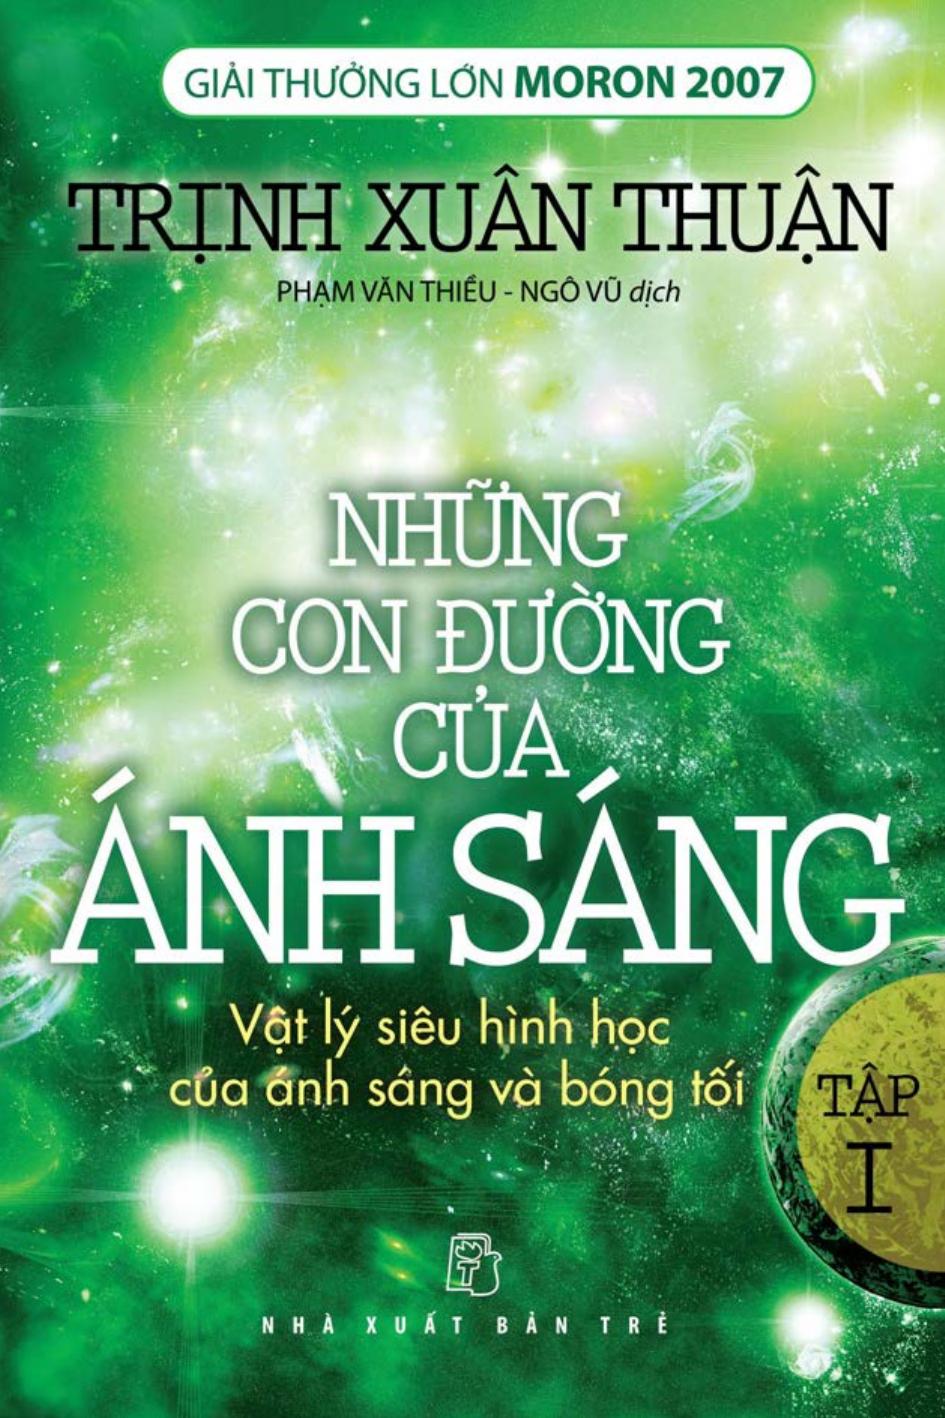 GIẢI THƯỞNG LỚN MORON 2007
TRỊNH XUÂN THUẬN
PHẠM VĂN THIỀU - NGÔ VŨ dịch
NHỮNG
CON ĐƯỜNG
CỦA
ÁNH SÁNG
Vật lý siêu hình học
của ánh sáng và bóng tối
TẬP
I
T
NHÀ XUẤT BẢN TRẺ